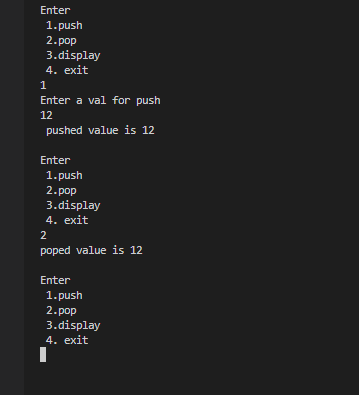 Enter
1.push
2.pop
3.display
4. exit
1
Enter a val for push
12
pushed value is 12
Enter
1.push
2.pop
3.display
4. exit
2
poped value is 12
Enter
1.push
2.pop
3.display
4. exit